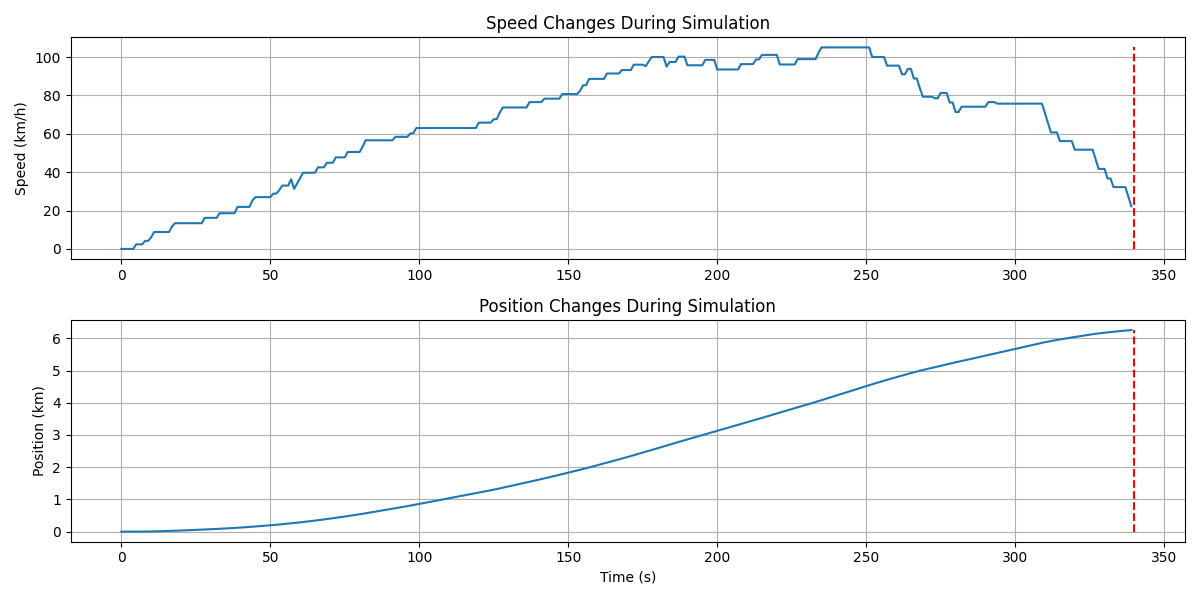 Speed Changes During Simulation
Speed (km/h)
100
80
60
40
20
0
0 50 100 150 200 250 300 350
Position Changes During Simulation
Position (km)
6
5
4
3
2
1
0
0 50 100 150 200 250 300 350
Time (s)